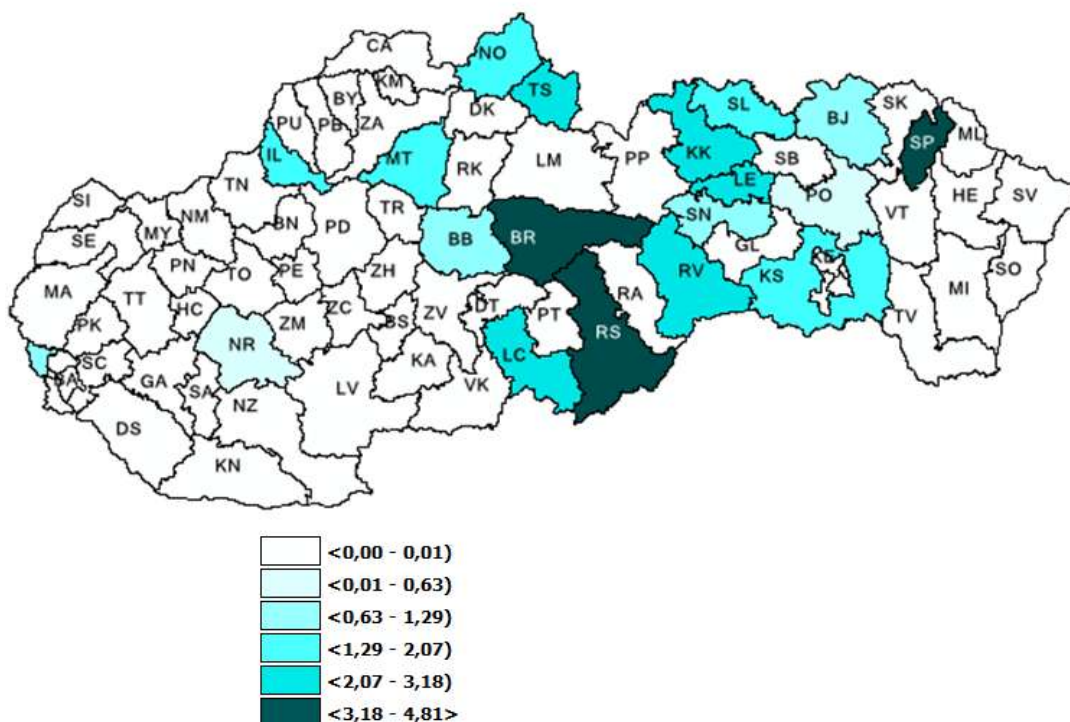 CA
NO
KM
TS
BY
DK
PU
PB
ZA
SL
SK
BJ
ML
SP
IL
MT
RK
LM
PP
KK
SB
LE
PO
HE
SV
VT
TN
SI
NM
BN
PD
TR
SN
SE
MY
BB
BR
GL
PN
TO
PE
ZH
RV
KS
KE
SO
MA
TT
HC
ZM
ZC
BS
ZV
DT
PT
RA
MI
TV
PK
NR
RS
SC
BA
GA
SA
KA
LC
VK
LV
NZ
DS
KN
<0,00 - 0,01)
<0,01 - 0,63)
<0,63 - 1,29)
<1,29 - 2,07)
<2,07 - 3,18)
<3,18 - 4,81>